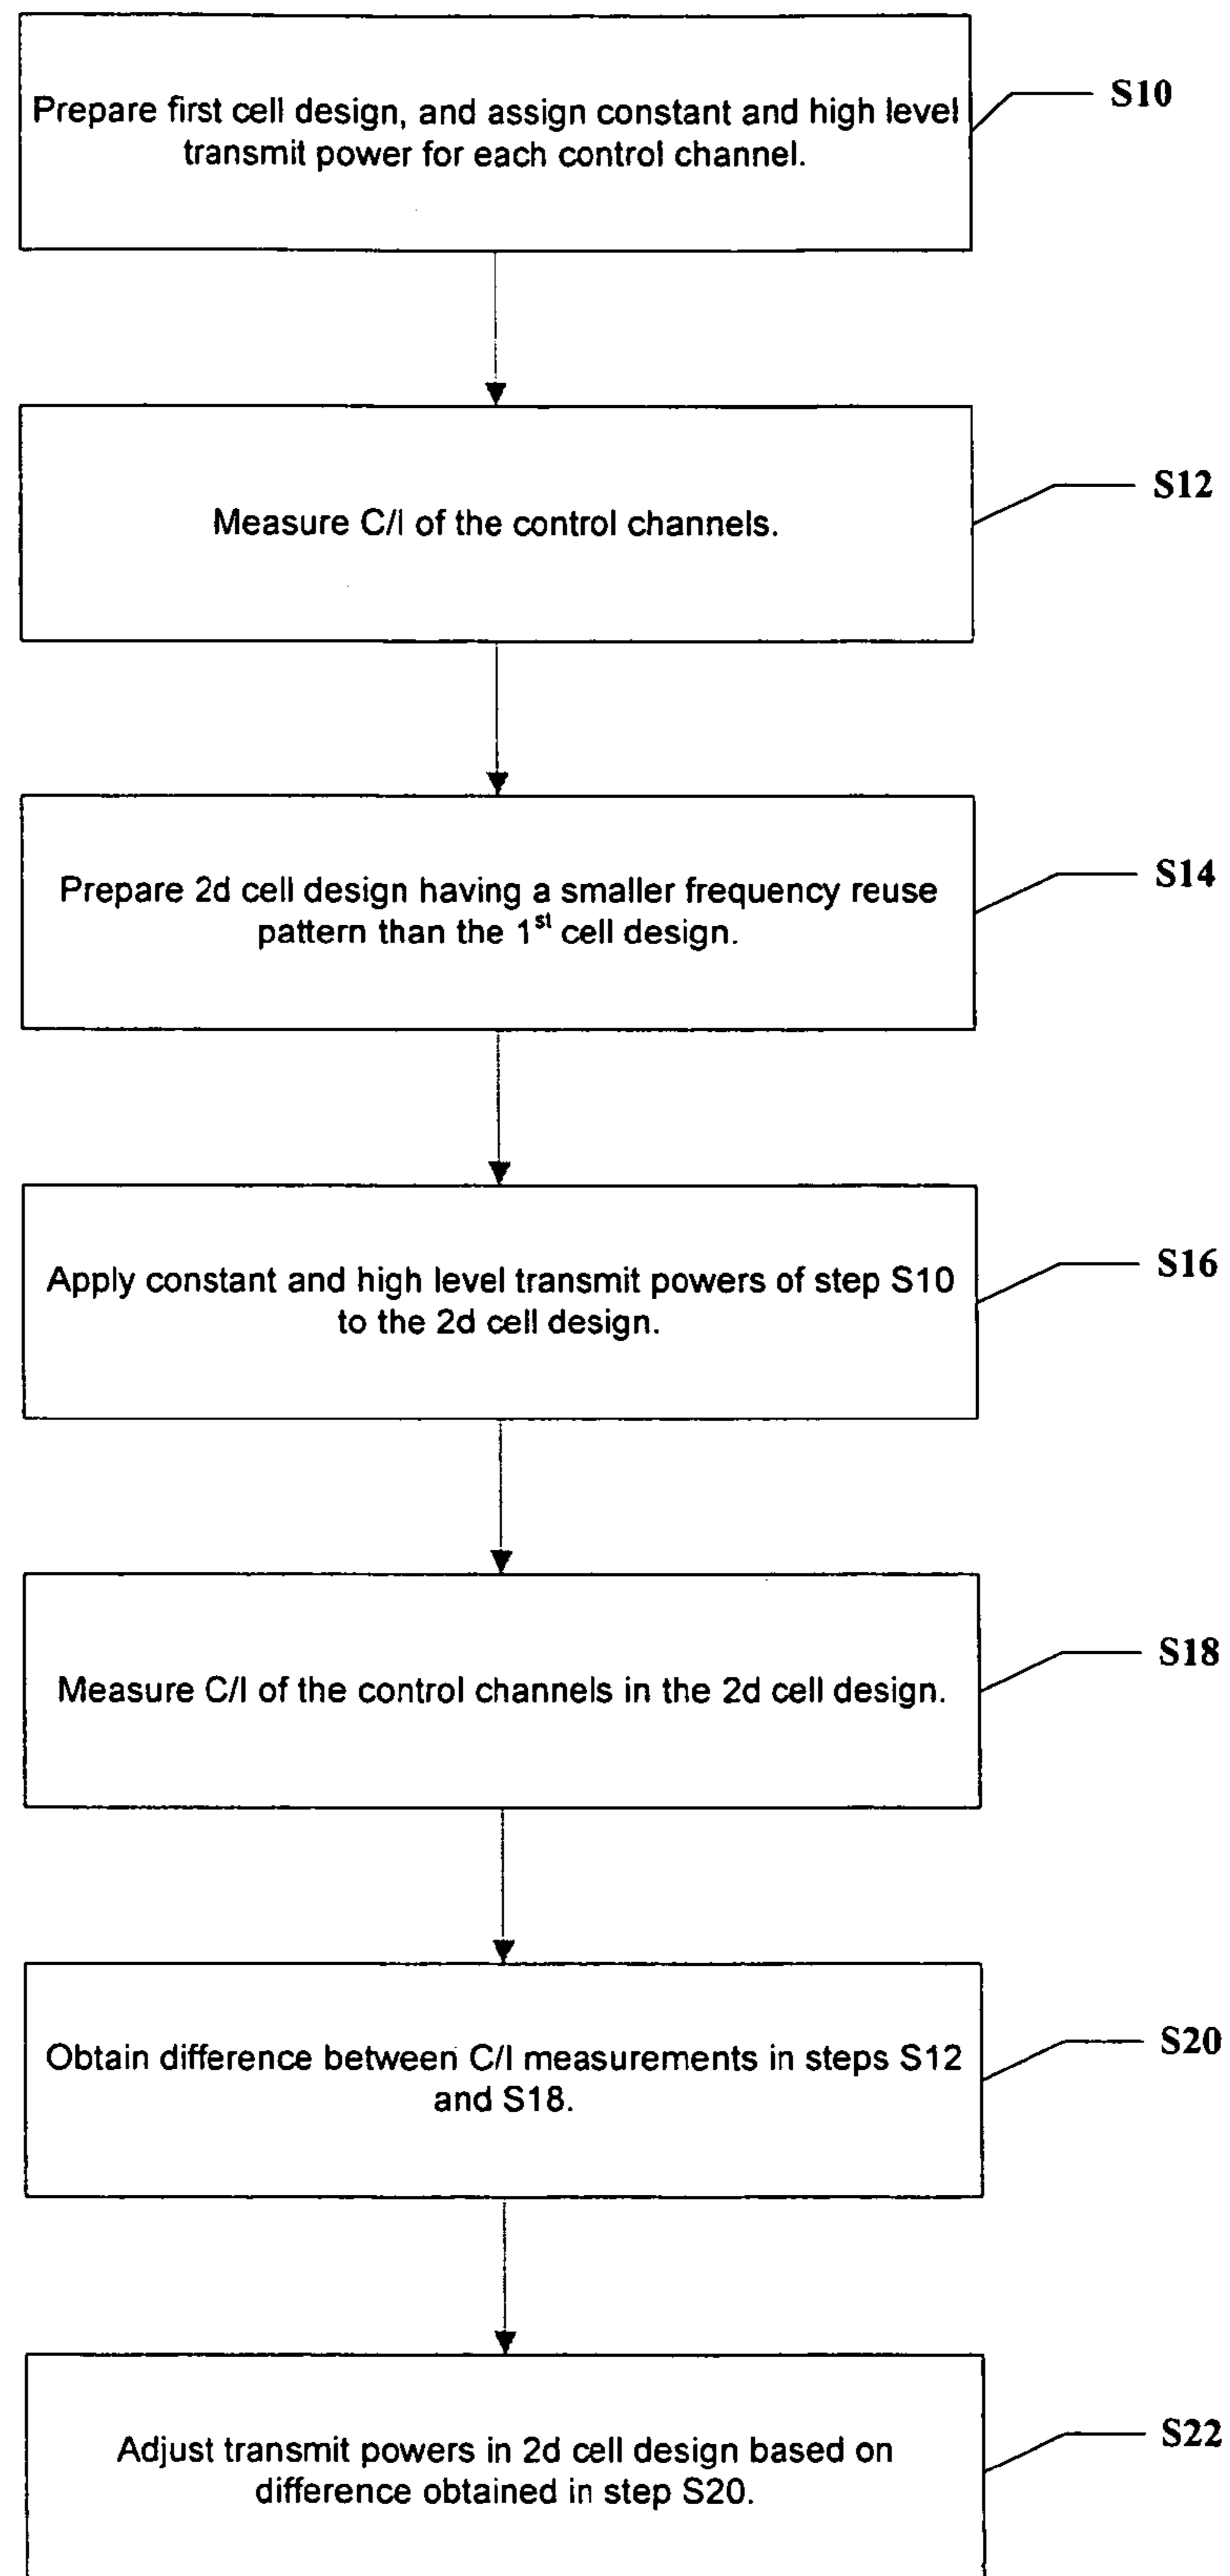 Prepare first cell design, and assign constant and high level
transmit power for each control channel.
S10
Measure C/I of the control channels.
S12
Prepare 2d cell design having a smaller frequency reuse
pattern than the 1st cell design.
S14
Apply constant and high level transmit powers of step S10
to the 2d cell design.
S16
Measure C/I of the control channels in the 2d cell design.
S18
Obtain difference between C/I measurements in steps S12
and S18.
S20
Adjust transmit powers in 2d cell design based on
difference obtained in step S20.
S22